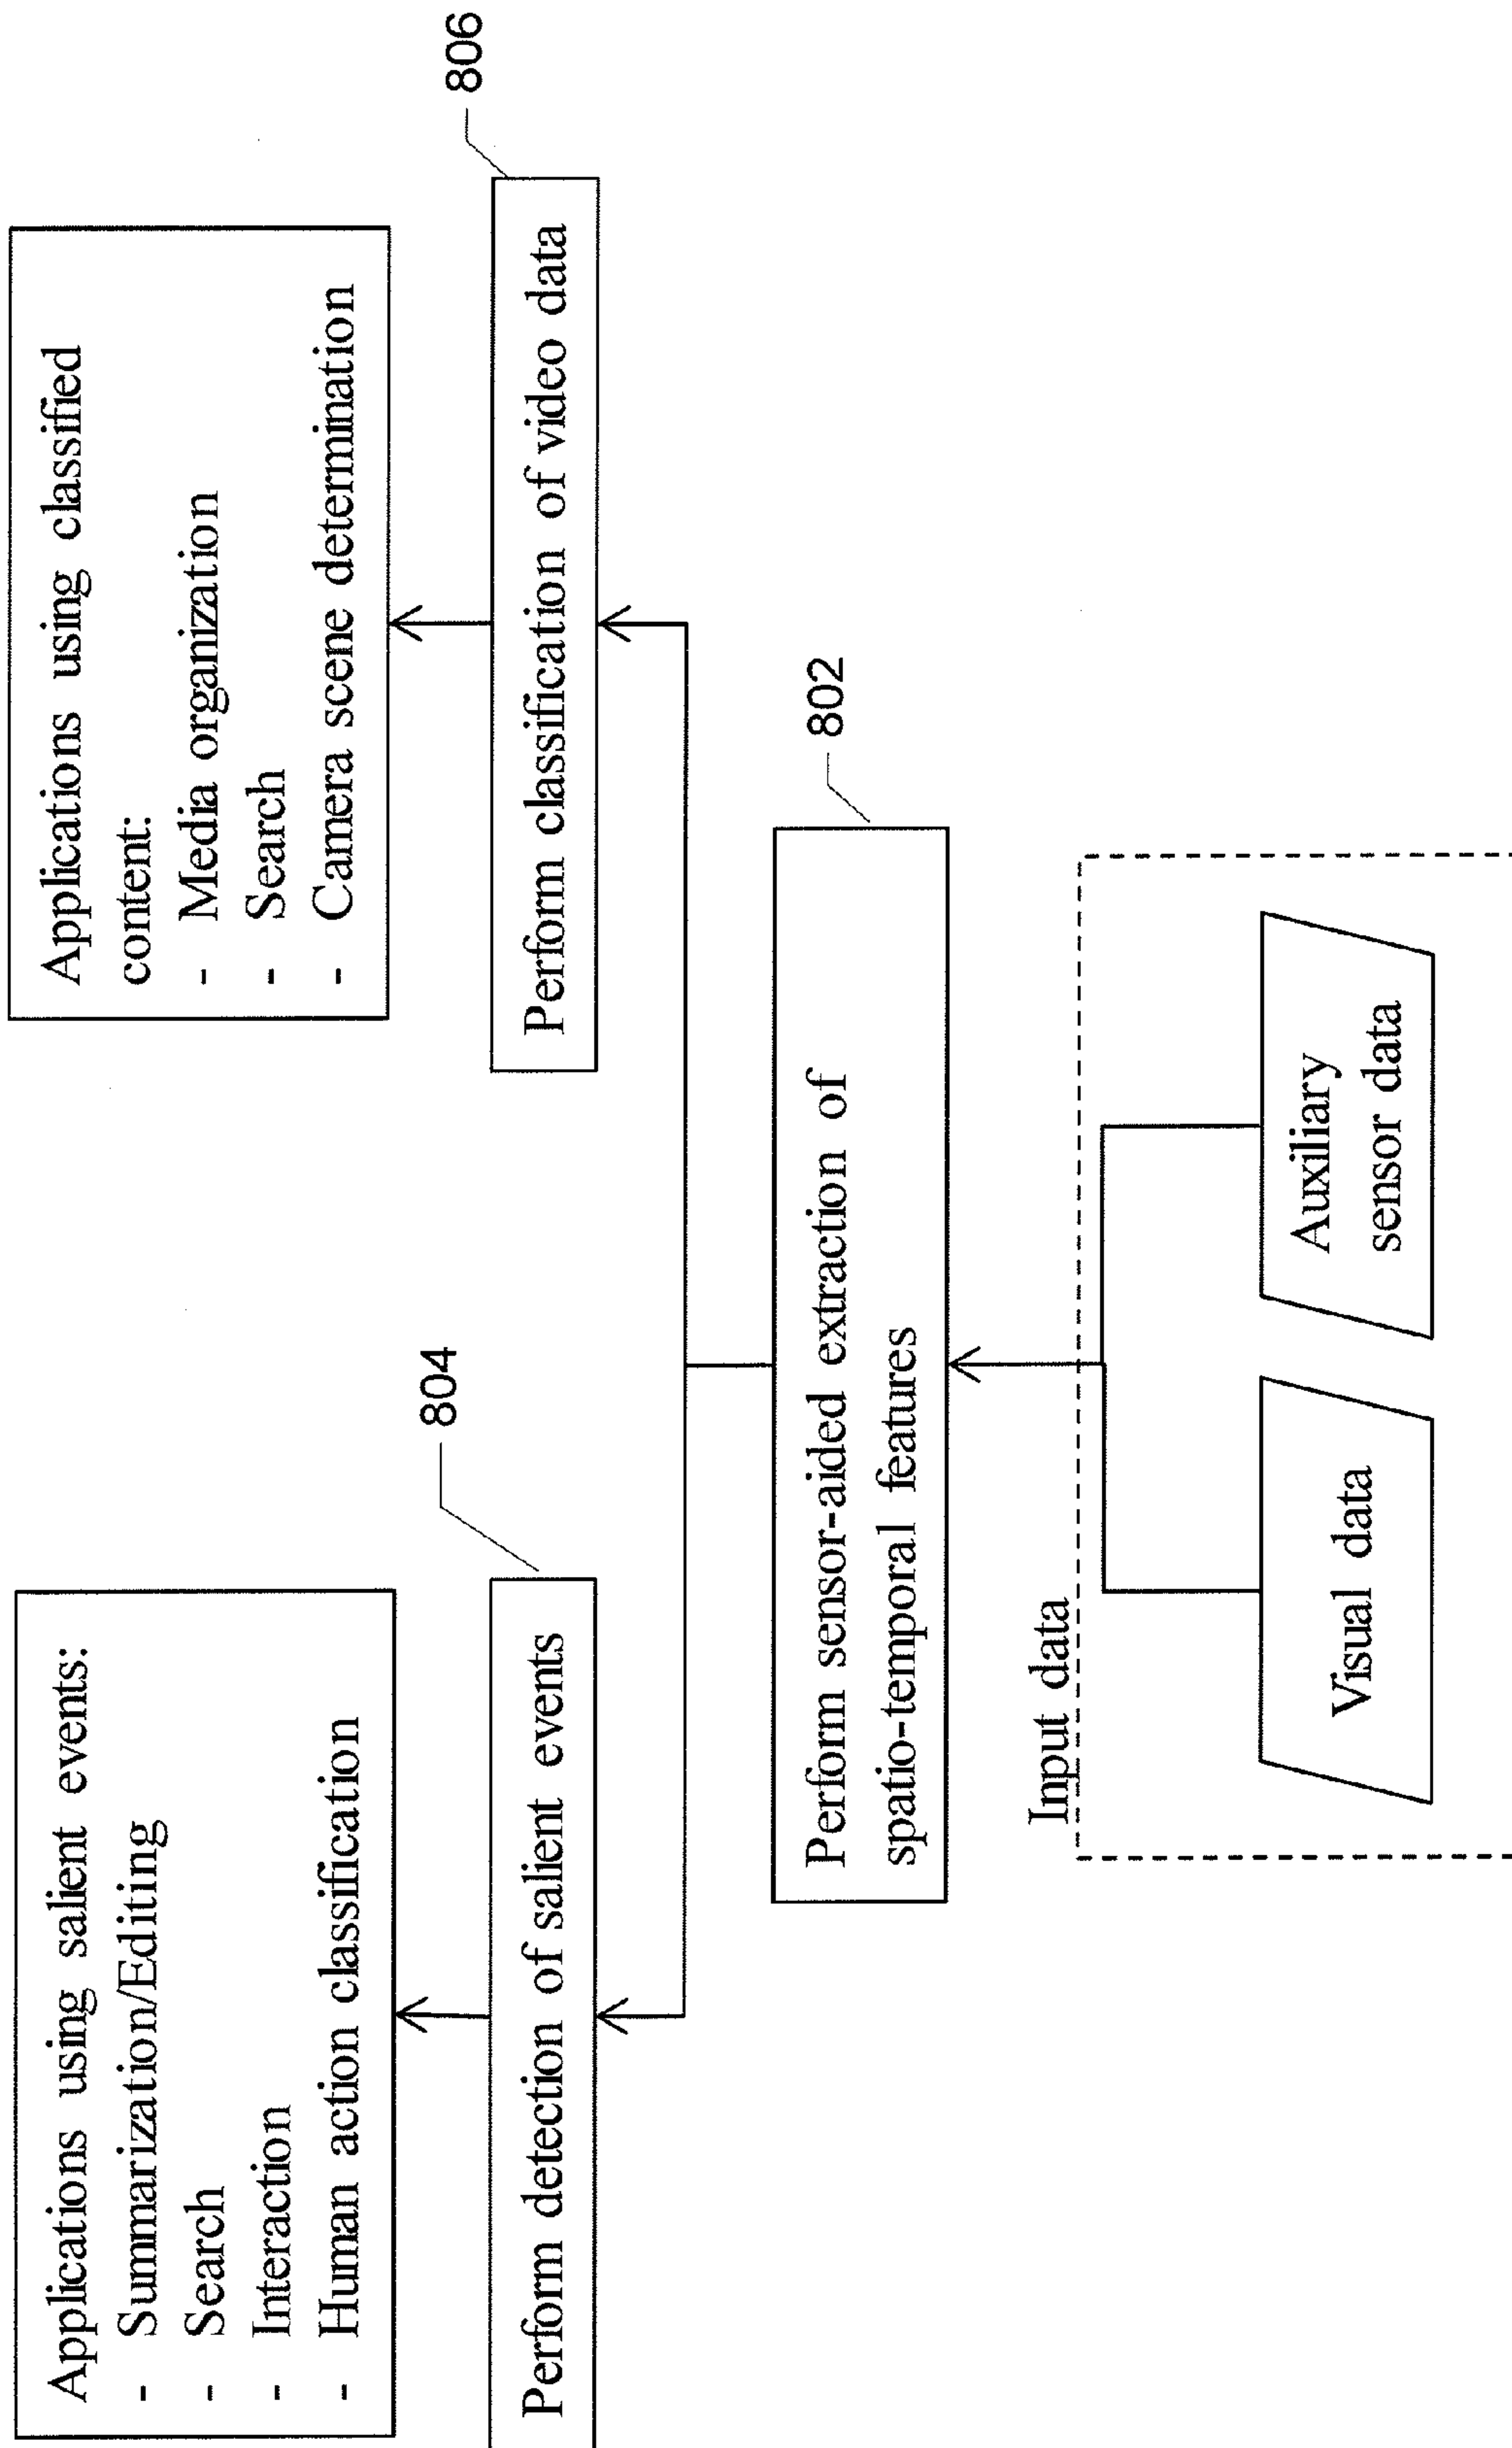 Applications using salient events:
- Summarization/Editing
- Search
- Interaction
- Human action classification
Applications using classified
content:
- Media organization
- Search
- Camera scene determination
804
806
Perform detection of salient events
Perform classification of video data
802
Perform sensor-aided extraction of
spatio-temporal features
Input data
Visual data
Auxiliary
sensor data